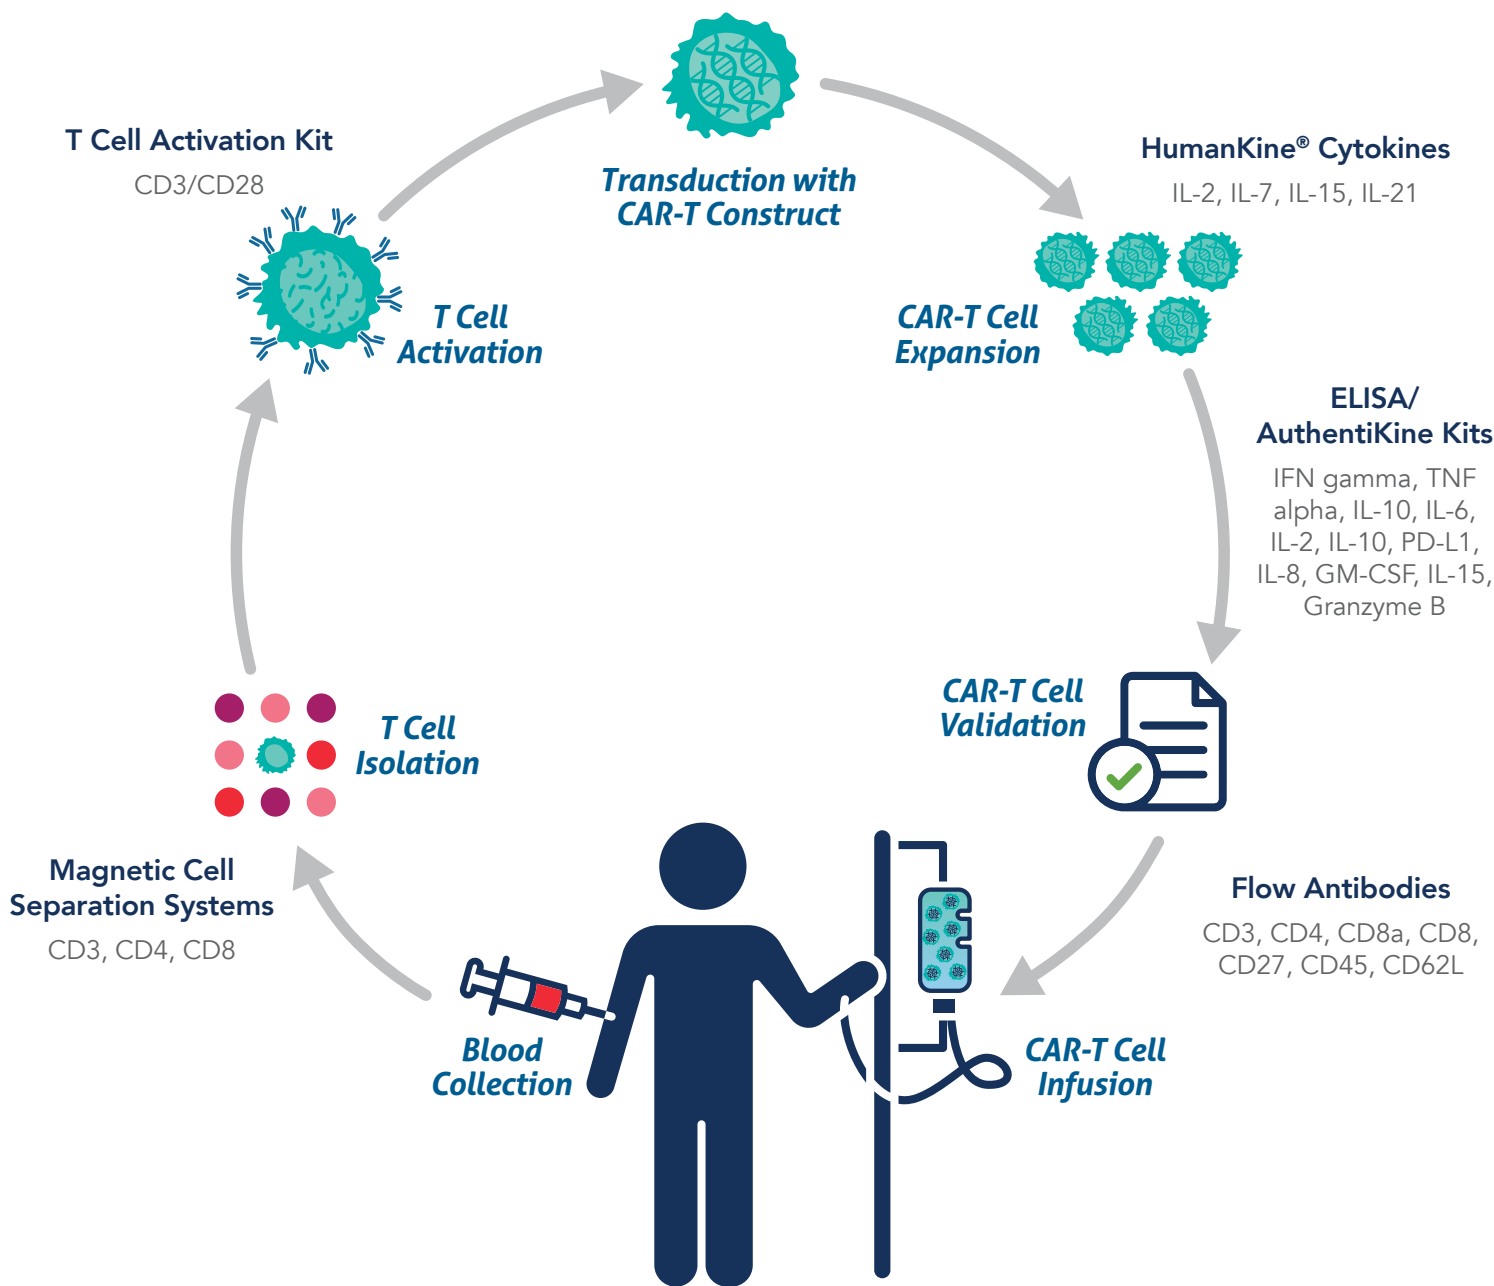 Transduction with
CAR-T Construct
HumanKine® Cytokines
IL-2, IL-7, IL-15, IL-21
CAR-T Cell
Expansion
ELISA/
AuthentiKine Kits
IFN gamma, TNF
alpha, IL-10, IL-6,
IL-2, IL-10, PD-L1,
IL-8, GM-CSF, IL-15,
Granzyme B
CAR-T Cell
Validation
Flow Antibodies
CD3, CD4, CD8a, CD8,
CD27, CD45, CD62L
CAR-T Cell
Infusion
Blood
Collection
Magnetic Cell
Separation Systems
CD3, CD4, CD8
T Cell
Isolation
T Cell Activation Kit
CD3/CD28
T Cell
Activation